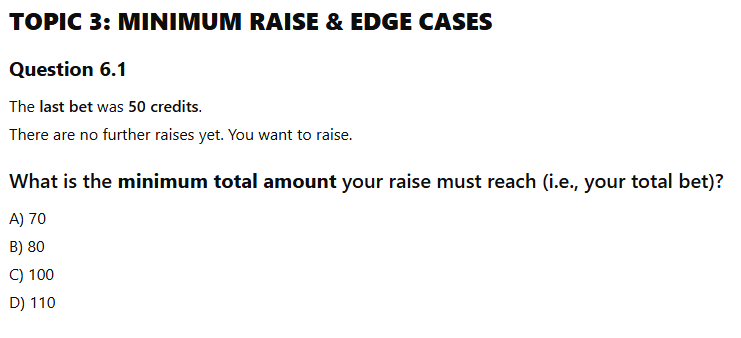 TOPIC 3: MINIMUM RAISE & EDGE CASES
Question 6.1
The last bet was 50 credits.
There are no further raises yet. You want to raise.
What is the minimum total amount your raise must reach (i.e., your total bet)?
A) 70
B) 80
C) 100
D) 110